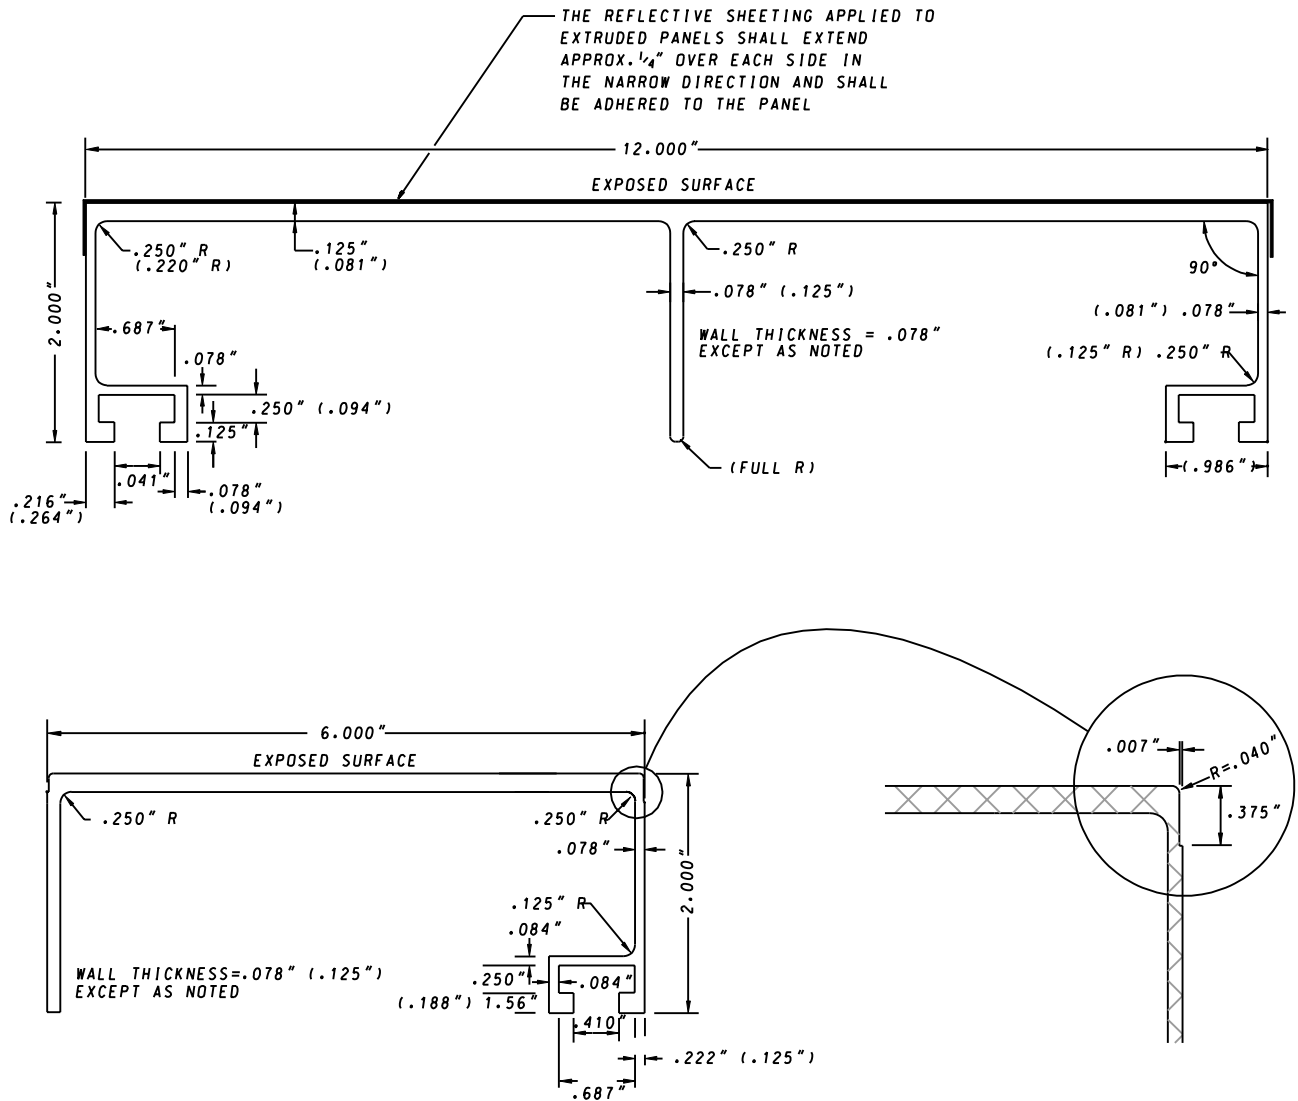 THE REFLECTIVE SHEETING APPLIED TO
EXTRUDED PANELS SHALL EXTEND
APPROX. 1/4" OVER EACH SIDE IN
THE NARROW DIRECTION AND SHALL
BE ADHERED TO THE PANEL
12.000"
EXPOSED SURFACE
.250" R
(.220" R)
.125"
(.081")
.250" R
90°
.078" (.125")
(.081") .078"
2.000"
.687"
WALL THICKNESS = .078"
EXCEPT AS NOTED
(.125" R) .250" R
.078"
.250" (.094")
.125"
(FULL R)
(.986")
.041"
.078"
(.094")
.216"
(.264")
6.000"
EXPOSED SURFACE
.007"
R=.040"
.375"
.250" R
.250" R
.078"
2.000"
.125" R
.084"
WALL THICKNESS=.078" (.125")
EXCEPT AS NOTED
.250"
.084"
(.188") 1.56"
.410"
.222" (.125")
.687"